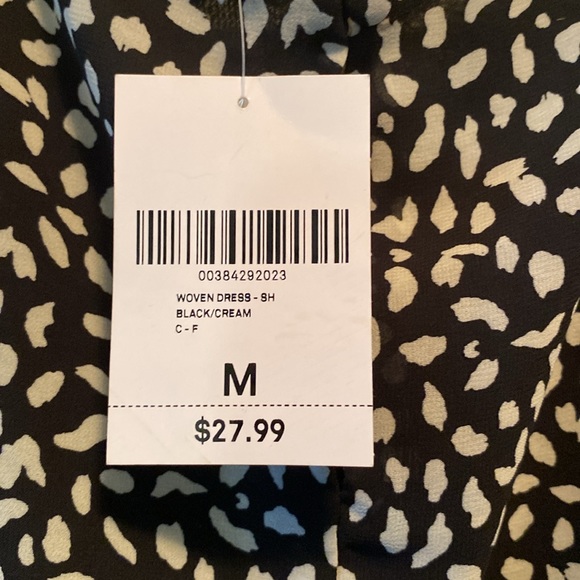 00384292023
WOVEN DRESS - SH
BLACK/CREAM
C - F
M
$27.99